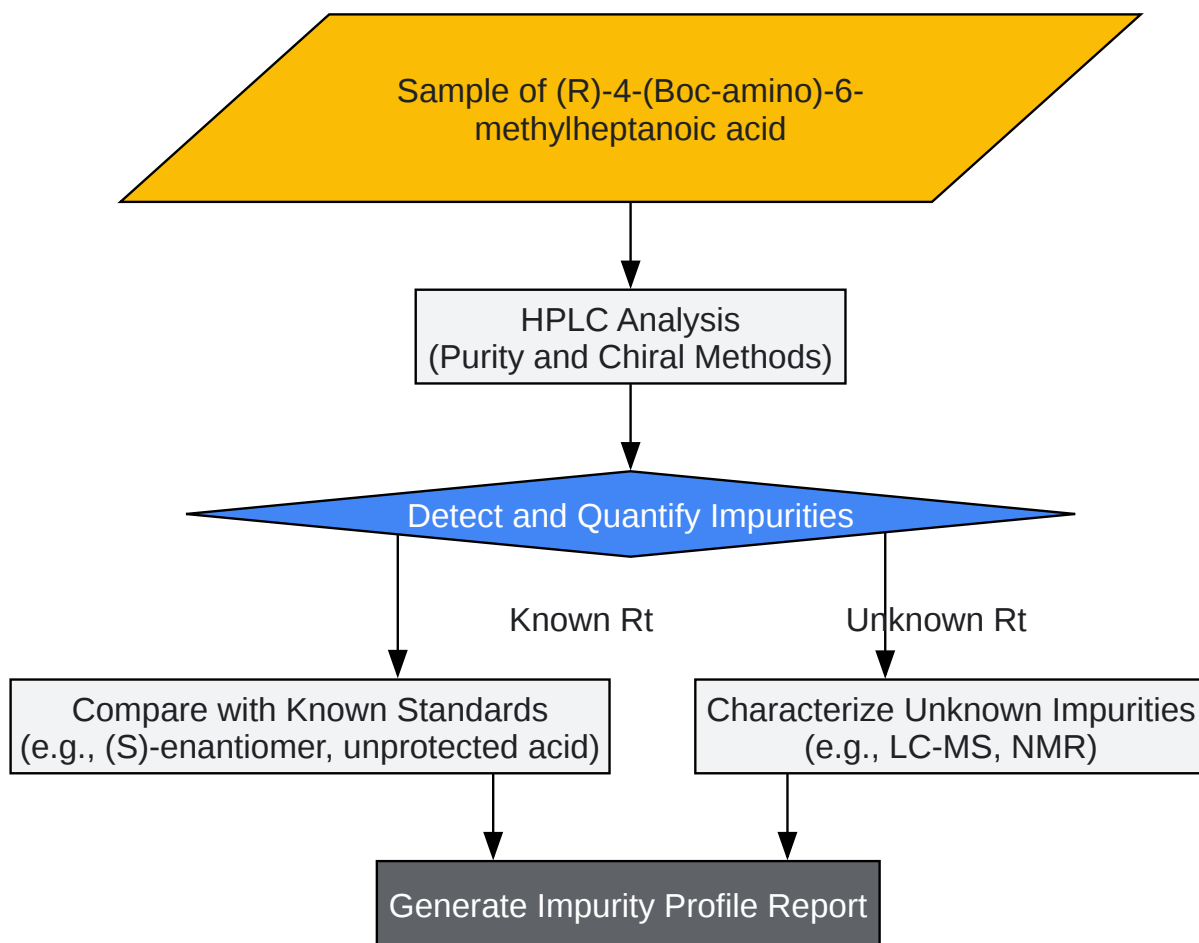 Sample of (R)-4-(Boc-amino)-6-
methylheptanoic acid
HPLC Analysis
(Purity and Chiral Methods)
Detect and Quantify Impurities
Known Rt
Unknown Rt
Compare with Known Standards
(e.g., (S)-enantiomer, unprotected acid)
Characterize Unknown Impurities
(e.g., LC-MS, NMR)
Generate Impurity Profile Report